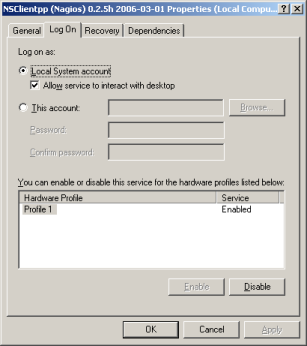 NSClientpp (Nagios) 0.2.5h 2006-03-01 Properties (Local Compu...
General Log On Recovery Dependencies
Log on as:
Local System account
Allow service to interact with desktop
This account:
Browse...
Password:
Confirm password:
You can enable or disable this service for the hardware profiles listed below:
Hardware Profile Service
Profile 1 Enabled
Enable Disable
OK Cancel Apply